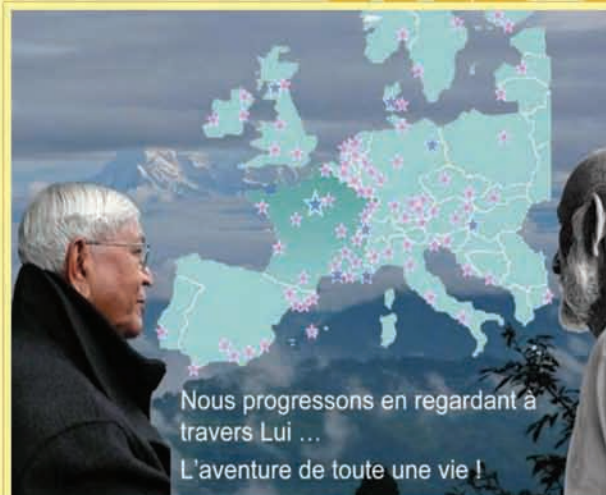 Nous progressons en regardant à
travers Lui ...
L'aventure de toute une vie !